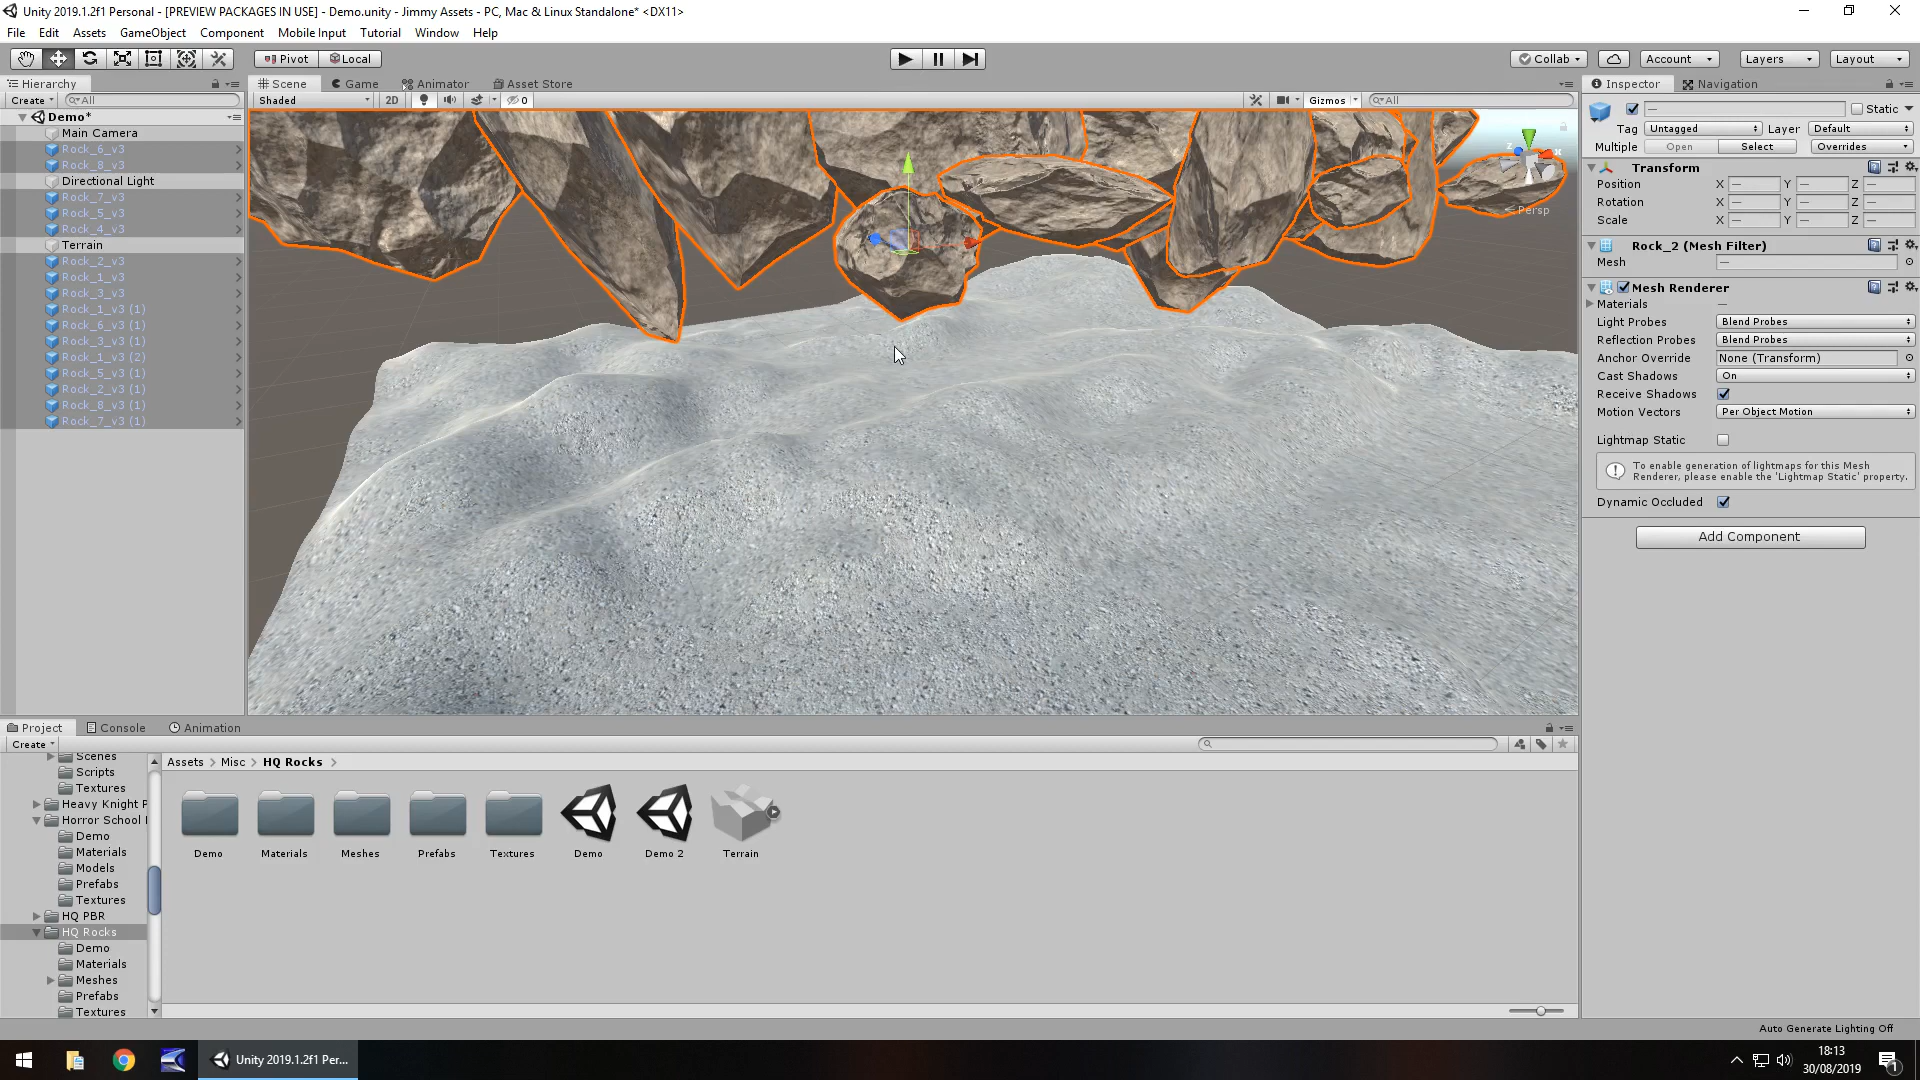 Unity 2019.1.2f1 Personal - [PREVIEW PACKAGES IN USE] - Demo.unity - Jimmy Assets - PC, Mac & Linux Standalone* <DX11>
File Edit Assets GameObject Component Mobile Input Tutorial Window Help
Pivot Local Collab Account Layers Layout
Hierarchy
Create All
Demo*
Main Camera
Rock_6_v3
Rock_8_v3
Directional Light
Rock_7_v3
Rock_5_v3
Rock_4_v3
Terrain
Rock_2_v3
Rock_1_v3
Rock_3_v3
Rock_1_v3 (1)
Rock_6_v3 (1)
Rock_3_v3 (1)
Rock_1_v3 (2)
Rock_5_v3 (1)
Rock_2_v3 (1)
Rock_8_v3 (1)
Rock_7_v3 (1)
Scene Game Animator Asset Store
Shaded 2D 0 Gizmos All
x
z
< Persp
Inspector Navigation
— Static
Tag Untagged Layer Default
Multiple Open Select Overrides
Transform
Position X — Y — Z —
Rotation X — Y — Z —
Scale X — Y — Z —
Rock_2 (Mesh Filter)
Mesh —
Mesh Renderer
Materials —
Light Probes Blend Probes
Reflection Probes Blend Probes
Anchor Override None (Transform)
Cast Shadows On
Receive Shadows
Motion Vectors Per Object Motion
Lightmap Static
To enable generation of lightmaps for this Mesh
Renderer, please enable the 'Lightmap Static' property.
Dynamic Occluded
Add Component
Project Console Animation
Create
Scenes
Scripts
Textures
Heavy Knight P
Horror School
Demo
Materials
Models
Prefabs
Textures
HQ PBR
HQ Rocks
Demo
Materials
Meshes
Prefabs
Textures
Assets > Misc > HQ Rocks >
Demo Materials Meshes Prefabs Textures Demo Demo 2 Terrain
Auto Generate Lighting Off
Unity 2019.1.2f1 Per...
18:13
30/08/2019
1